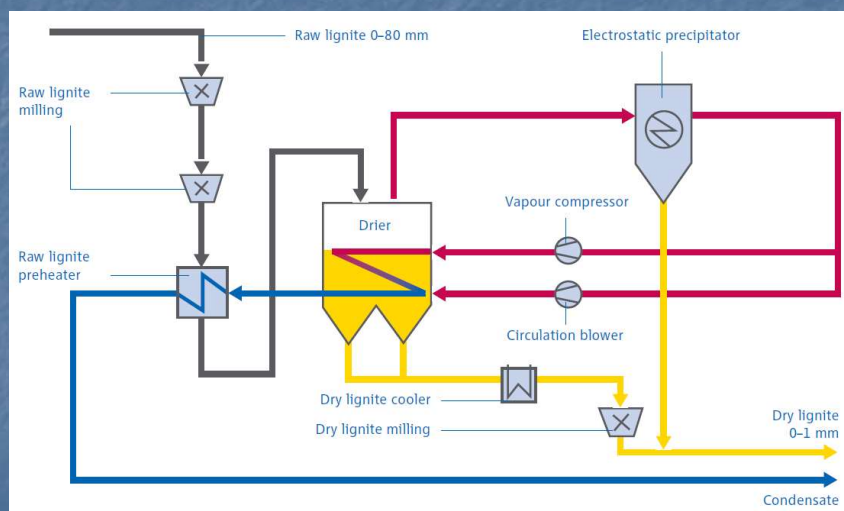 Raw lignite 0–80 mm
Electrostatic precipitator
Raw lignite
milling
Vapour compressor
Drier
Raw lignite
preheater
Circulation blower
Dry lignite cooler
Dry lignite milling
Dry lignite
0–1 mm
Condensate